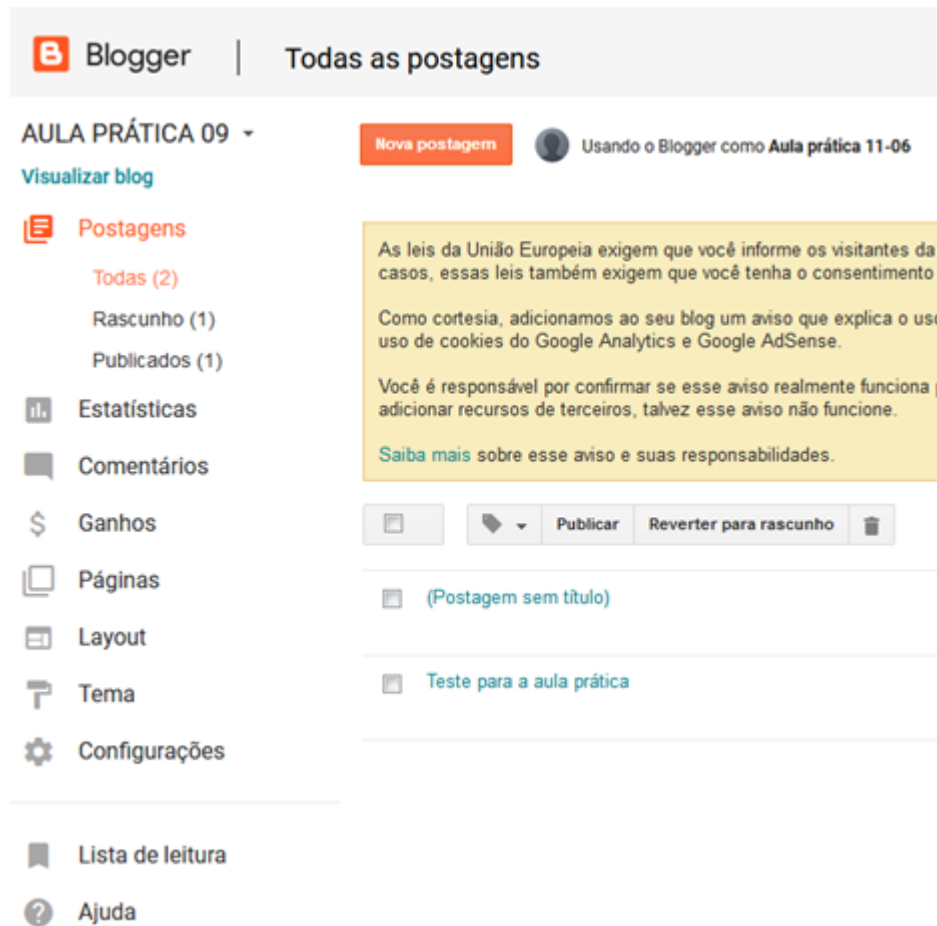 Blogger | Todas as postagens
AULA PRÁTICA 09
Visualizar blog
Postagens
Todas (2)
Rascunho (1)
Publicados (1)
Estatísticas
Comentários
Ganhos
Páginas
Layout
Tema
Configurações
Lista de leitura
Ajuda
Nova postagem
Usando o Blogger como Aula prática 11-06
As leis da União Europeia exigem que você informe os visitantes da
casos, essas leis também exigem que você tenha o consentimento
Como cortesia, adicionamos ao seu blog um aviso que explica o uso
uso de cookies do Google Analytics e Google AdSense.
Você é responsável por confirmar se esse aviso realmente funciona
adicionar recursos de terceiros, talvez esse aviso não funcione.
Saiba mais sobre esse aviso e suas responsabilidades.
Publicar Reverter para rascunho
(Postagem sem título)
Teste para a aula prática